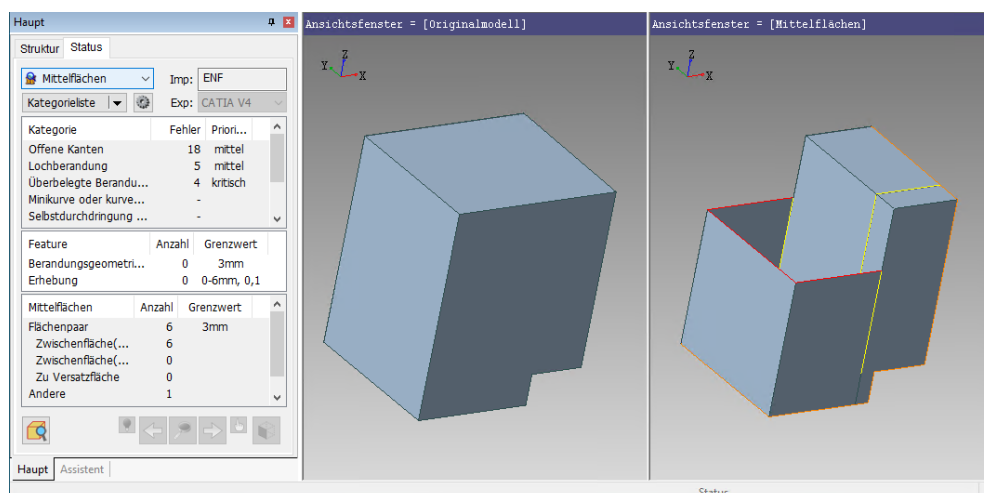 Haupt
Struktur Status
Mittelflächen Imp: ENF
Kategorieliste Exp: CATIA V4
Kategorie Fehler Priori...
Offene Kanten 18 mittel
Lochberandung 5 mittel
Überbelegte Berandu... 4 kritisch
Minikurve oder kurve... -
Selbstdurchdringung ... -
Feature Anzahl Grenzwert
Berandungsgeometri... 0 3mm
Erhebung 0 0-6mm, 0,1
Mittelflächen Anzahl Grenzwert
Flächenpaar 6 3mm
Zwischenfläche(... 6
Zwischenfläche(... 0
Zu Versatzfläche 0
Andere 1
Haupt Assistent
Ansichtsfenster = [Originalmodell]
Z
Y
X
Ansichtsfenster = [Mittelflächen]
Z
Y
X
Status